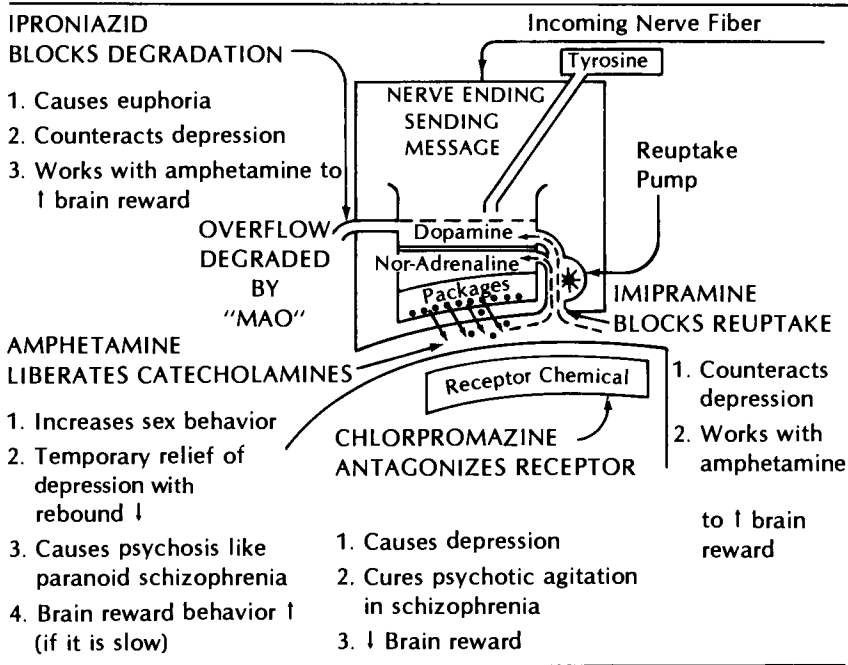 IPRONIAZID
BLOCKS DEGRADATION
1. Causes euphoria
2. Counteracts depression
3. Works with amphetamine to
↑ brain reward
Incoming Nerve Fiber
Tyrosine
NERVE ENDING
SENDING
MESSAGE
Reuptake
Pump
OVERFLOW
DEGRADED
BY
"MAO"
Dopamine
Nor-Adrenaline
Packages
IMIPRAMINE
BLOCKS REUPTAKE
1. Counteracts
depression
2. Works with
amphetamine
to ↑ brain
reward
AMPHETAMINE
LIBERATES CATECHOLAMINES
1. Increases sex behavior
2. Temporary relief of
depression with
rebound ↓
3. Causes psychosis like
paranoid schizophrenia
4. Brain reward behavior ↑
(if it is slow)
Receptor Chemical
CHLORPROMAZINE
ANTAGONIZES RECEPTOR
1. Causes depression
2. Cures psychotic agitation
in schizophrenia
3. ↓ Brain reward